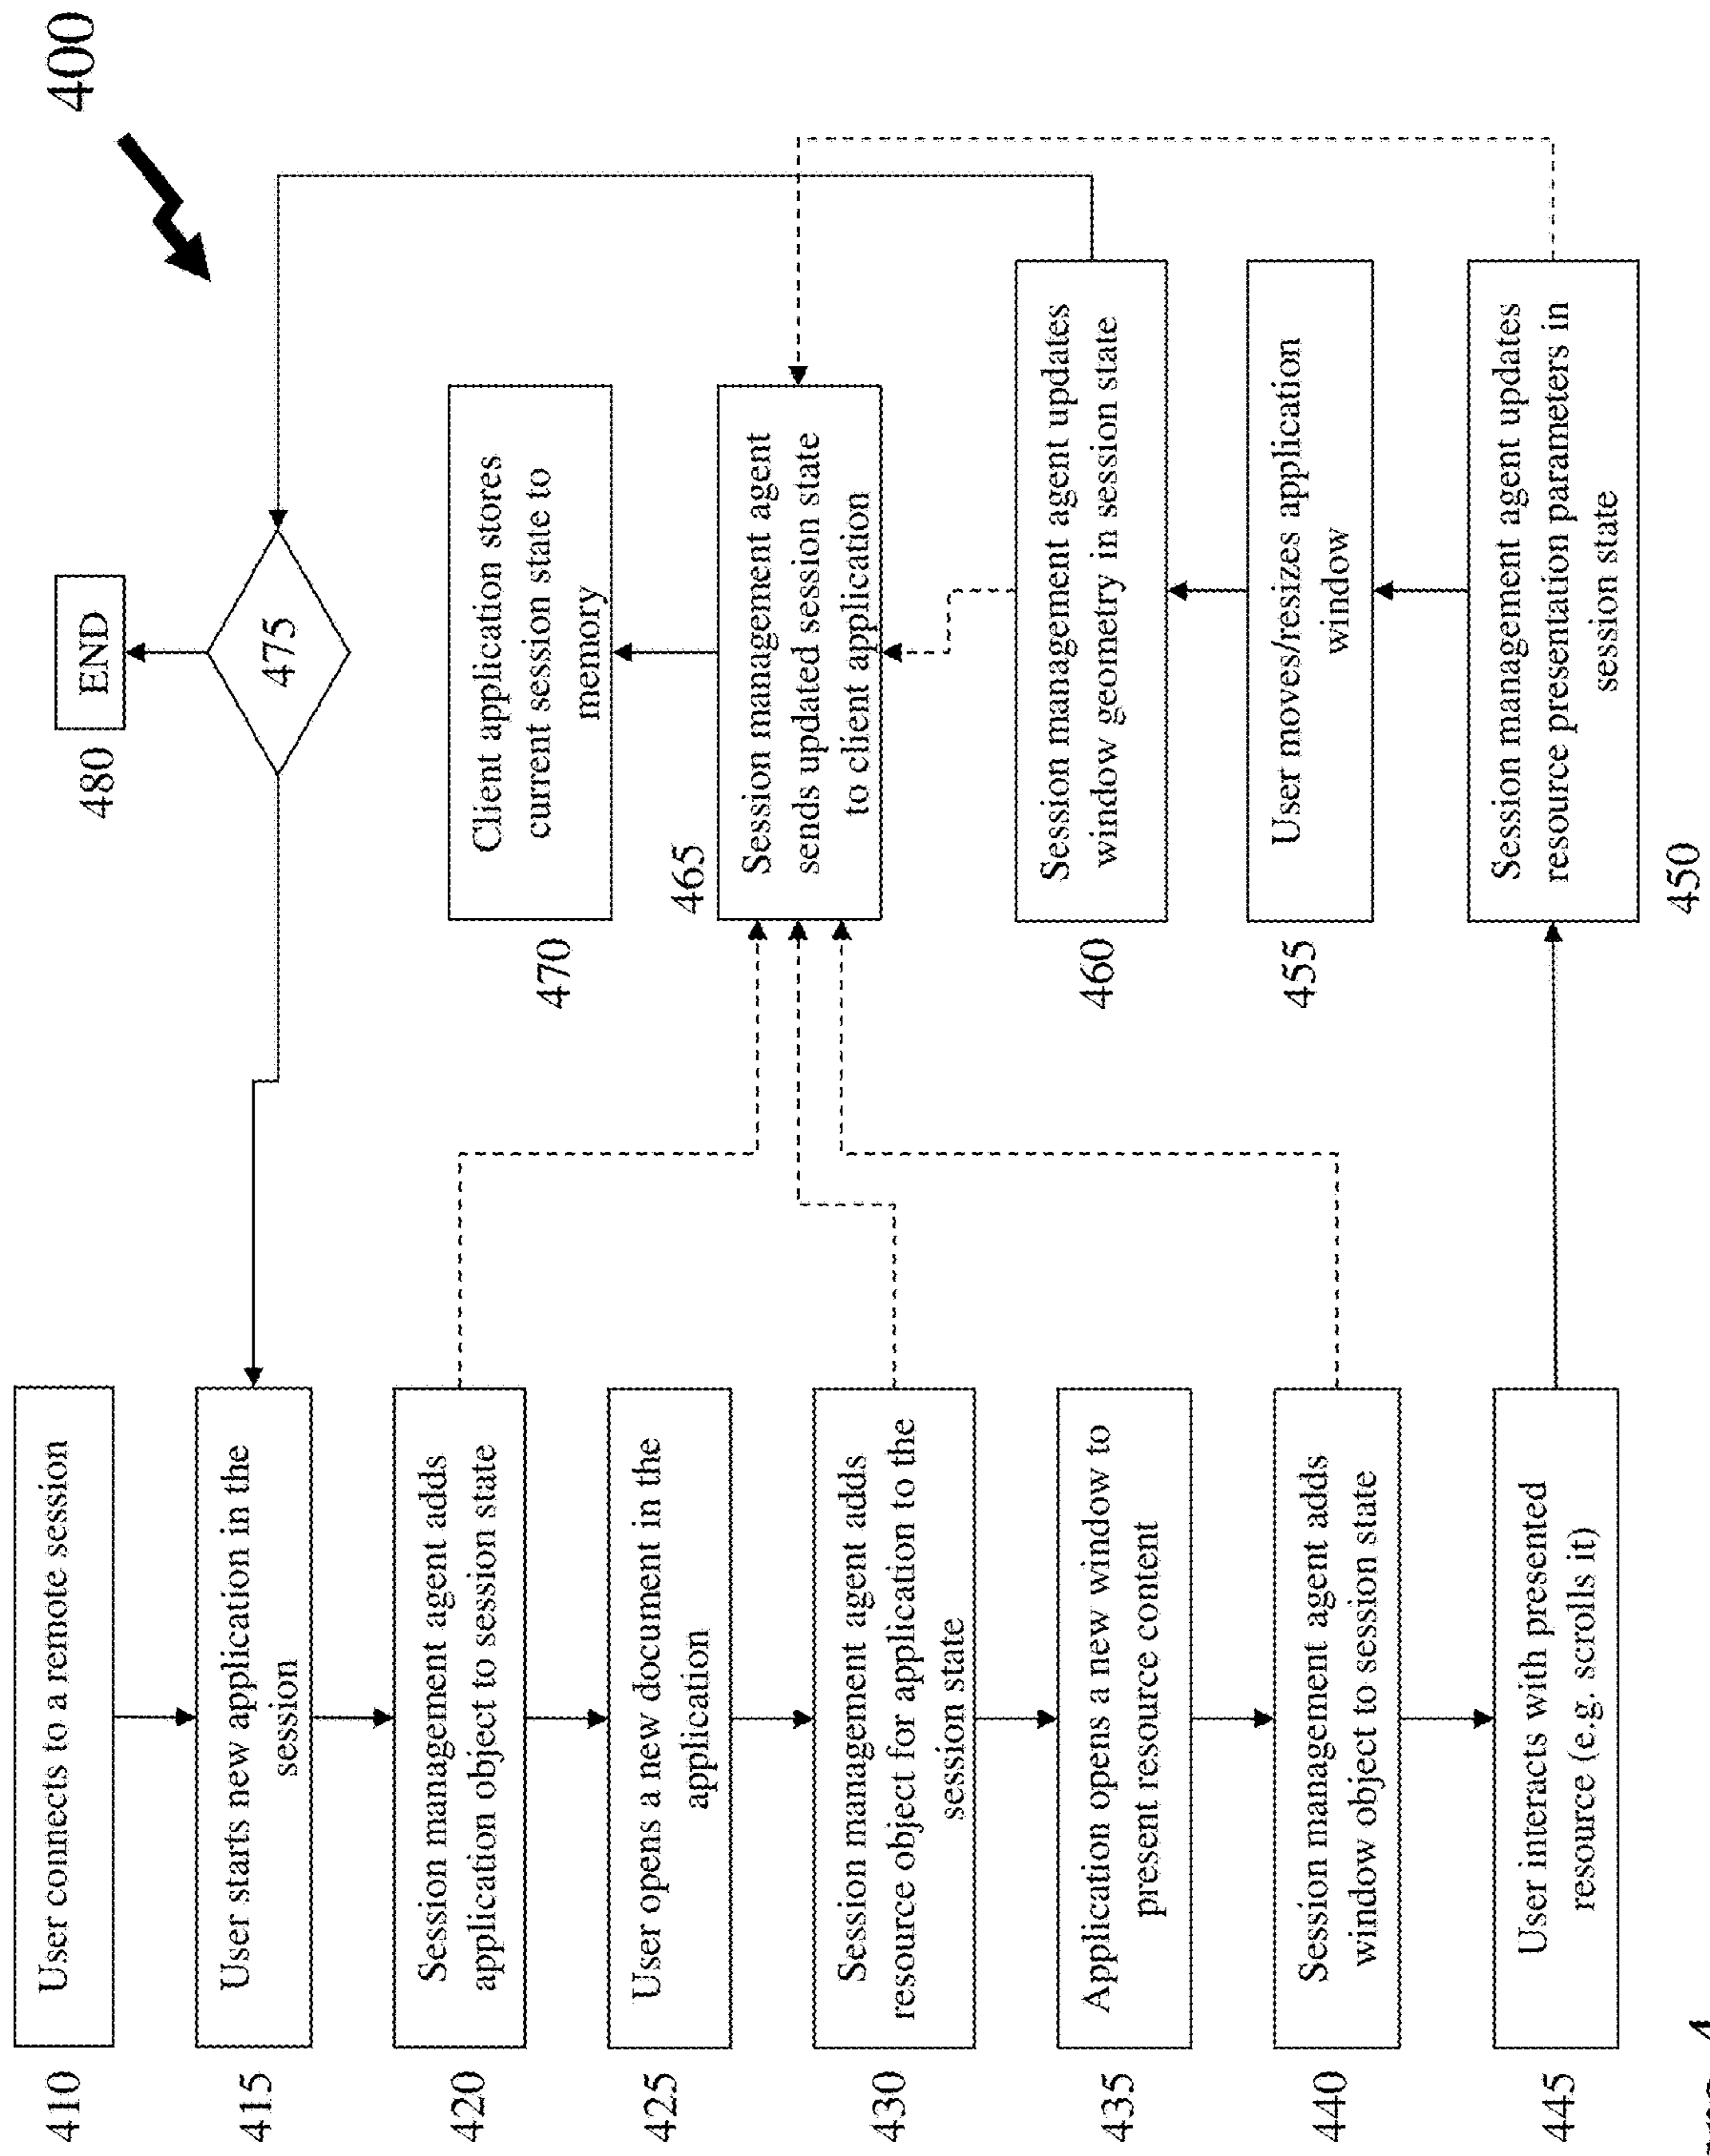 400
410
User connects to a remote session
415
User starts new application in the
session
420
Session management agent adds
application object to session state
425
User opens a new document in the
application
430
Session management agent adds
resource object for application to the
session state
435
Application opens a new window to
present resource content
440
Session management agent adds
window object to session state
445
User interacts with presented
resource (e.g. scrolls it)
480
END
475
470
Client application stores
current session state to
memory
465
Session management agent
sends updated session state
to client application
460
Session management agent updates
window geometry in session state
455
User moves/resizes application
window
450
Session management agent updates
resource presentation parameters in
session state